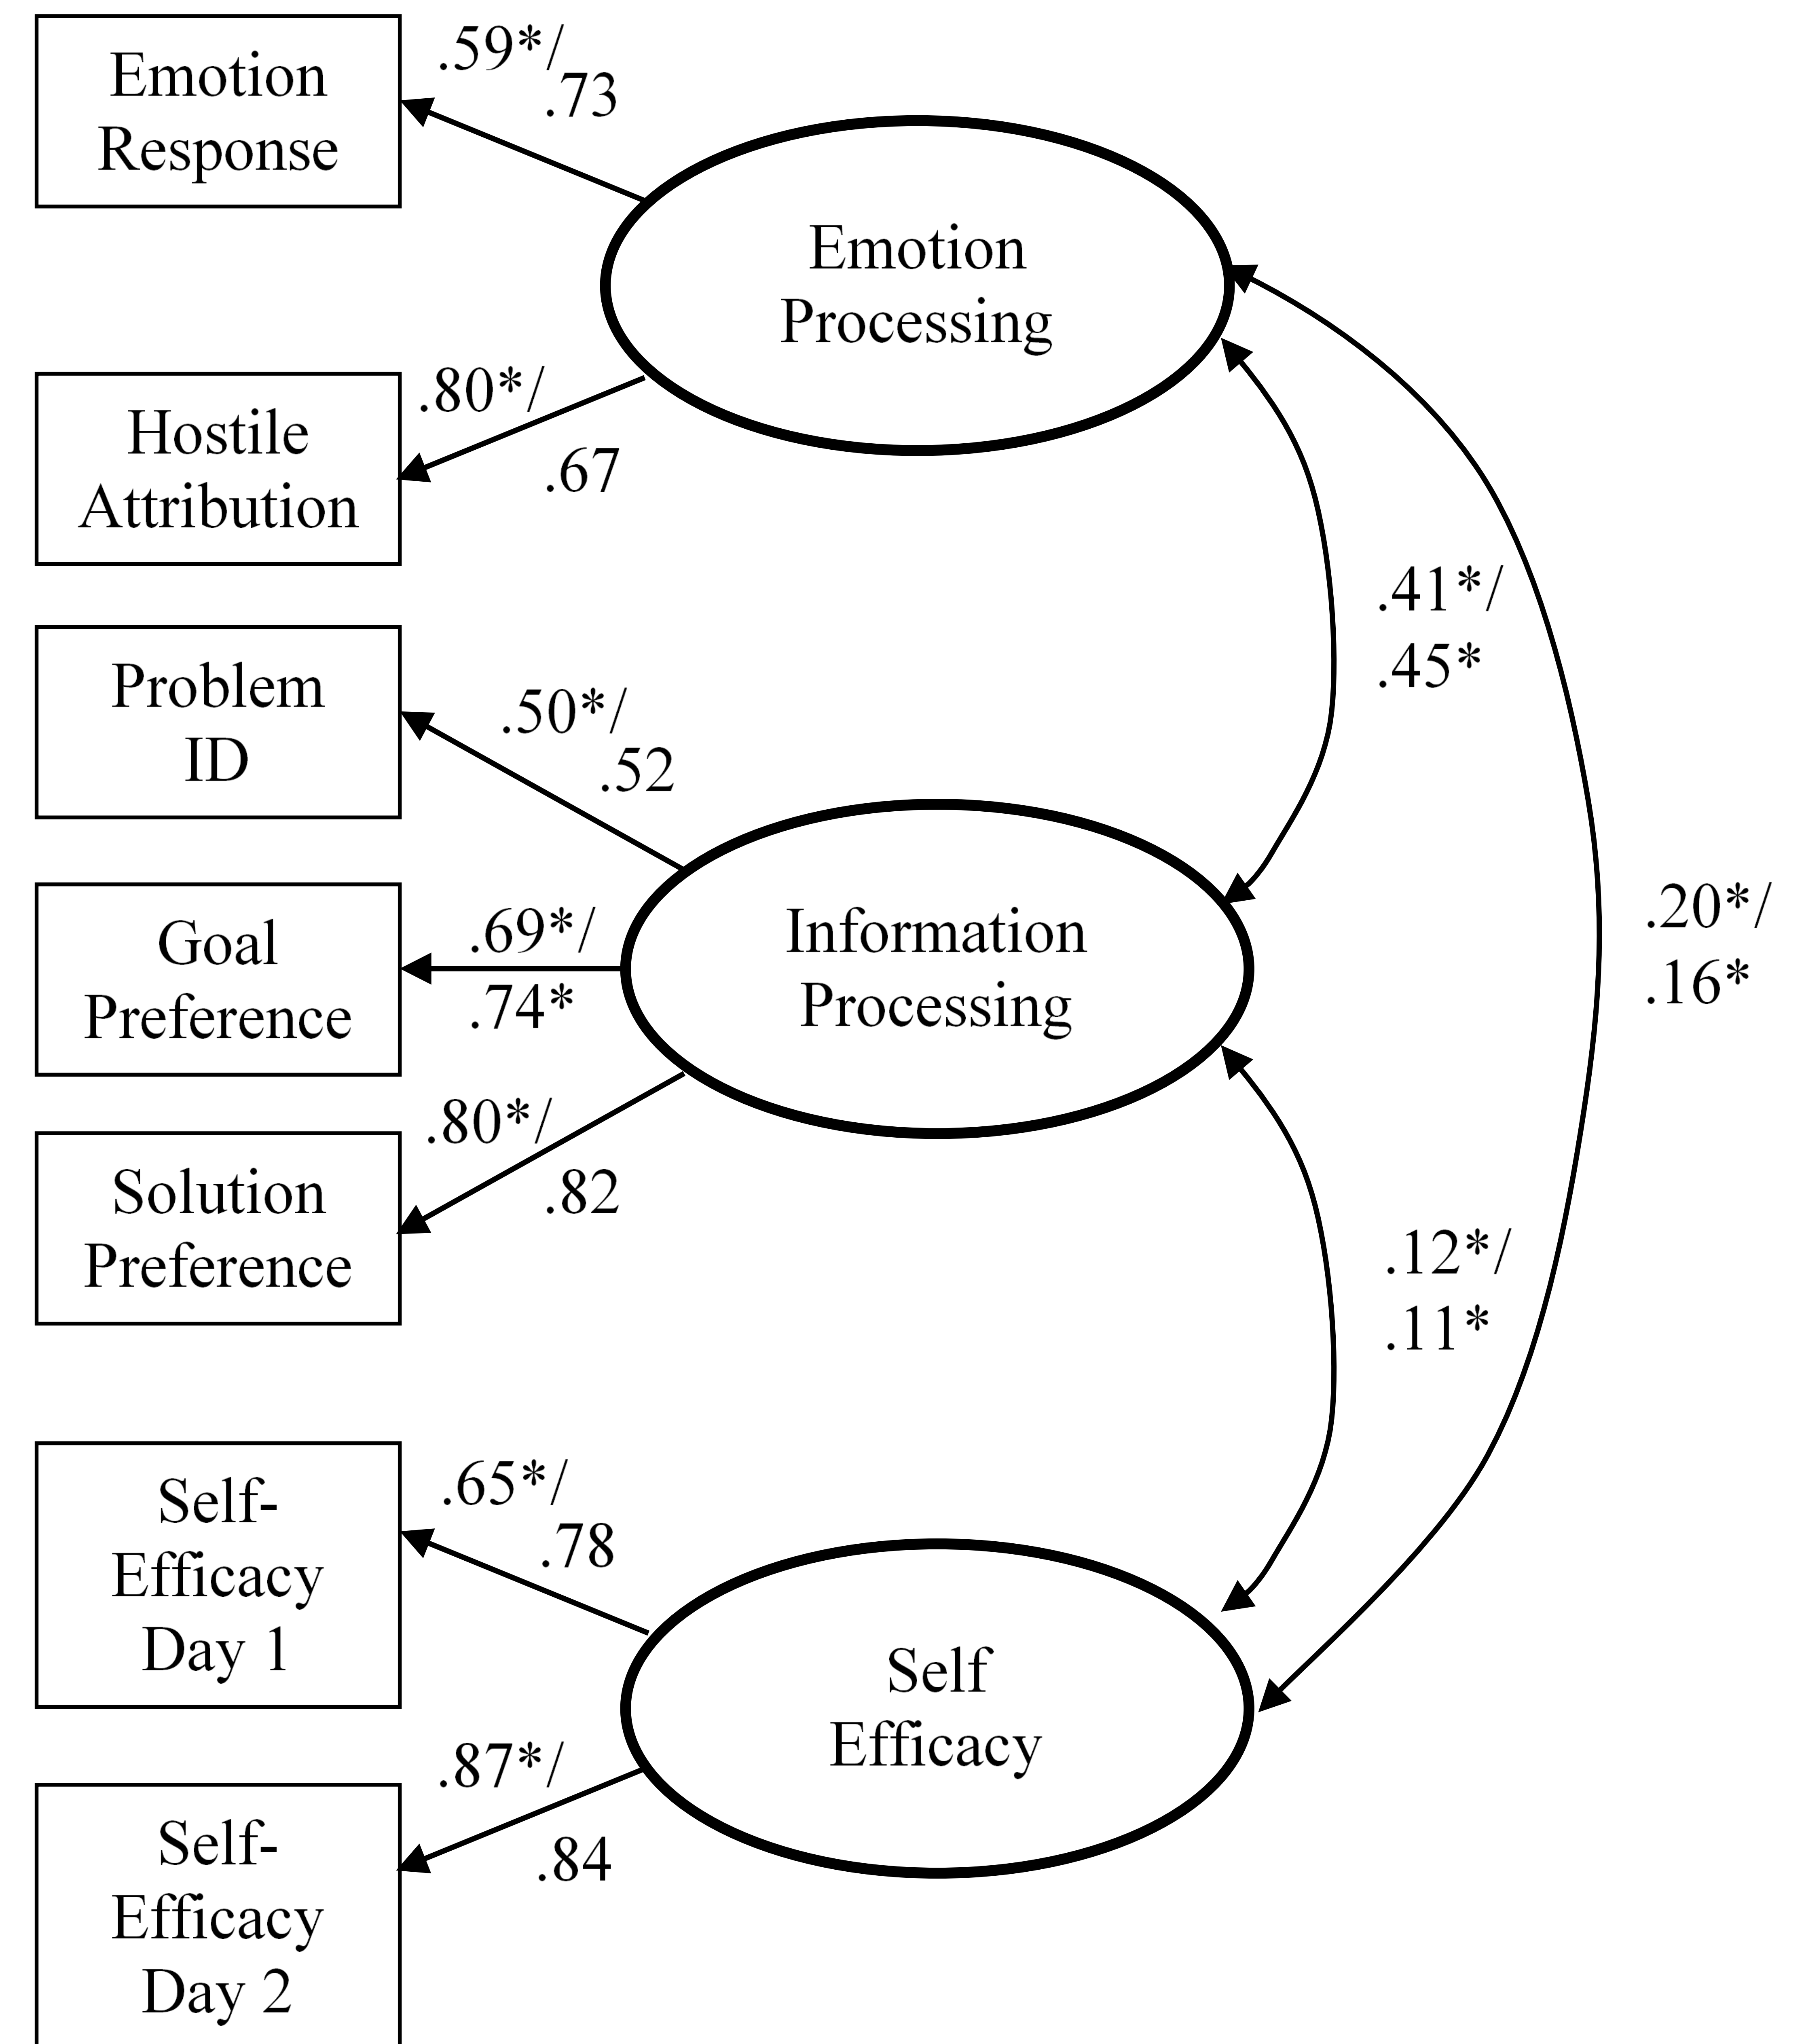 Emotion
Response
.59*/
.73
Emotion
Processing
Hostile
Attribution
.80*/
.67
.41*/
.45*
Problem
ID
.50*/
.52
Goal
Preference
.69*/
.74*
Information
Processing
.20*/
.16*
Solution
Preference
.80*/
.82
.12*/
.11*
Self-
Efficacy
Day 1
.65*/
.78
Self
Efficacy
Self-
Efficacy
Day 2
.87*/
.84